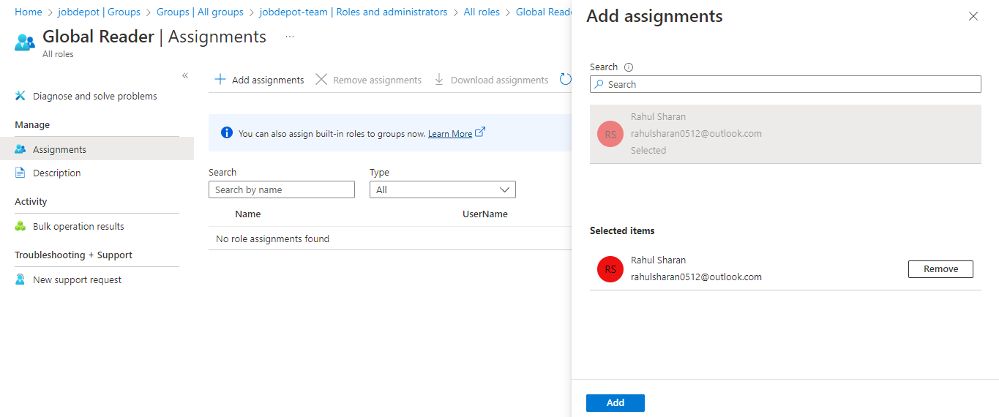 Home > jobdepot | Groups > Groups | All groups > jobdepot-team | Roles and administrators > All roles > Global Reade
Global Reader | Assignments ...
All roles
«
Diagnose and solve problems
Manage
Assignments
Description
Activity
Bulk operation results
Troubleshooting + Support
New support request
Add assignments Remove assignments Download assignments
You can also assign built-in roles to groups now. Learn More
Search Type
Search by name All
Name UserName
No role assignments found
Add assignments
Search
Search
RS
Rahul Sharan
rahulsharan0512@outlook.com
Selected
Selected items
RS
Rahul Sharan
rahulsharan0512@outlook.com
Remove
Add